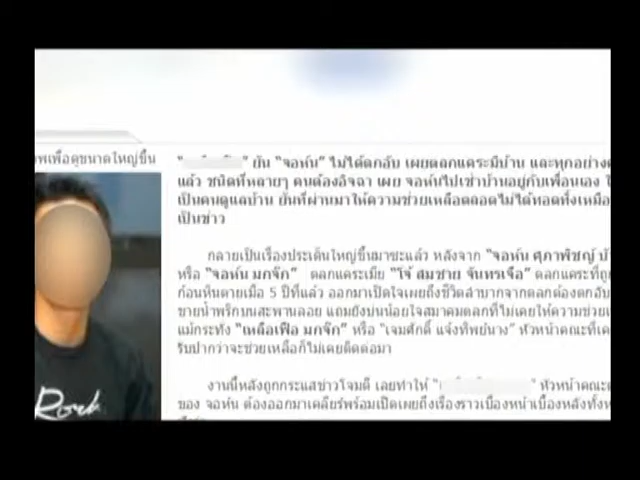 พเพื่อดูขนาดใหญ่ขึ้น
ยัน "จอห์น" ไม่ได้ตกอับ เผยตลกแคระมีบ้าน และทุกอย่าง
แล้ว ชนิดที่หลายๆ คนต้องอิจฉา เผย จอห์นไปเช่าบ้านอยู่กับเพื่อนเอง
เป็นคนดูแลบ้าน ยันที่ผ่านมาให้ความช่วยเหลือตลอดไม่ได้ทอดทิ้งเหมือ
เป็นข่าว
กลายเป็นเรื่องประเด็นใหญ่ขึ้นมาซะแล้ว หลังจาก "จอห์น ศุภาพิชญ์
หรือ "จอห์น มกจ๊ก" ตลกแคระเมีย "โจ้ สมชาย จันทรเจือ" ดาวตลกแคระที่ถูก
ก่อหินตายเมื่อ 5 ปีที่แล้ว ออกมาเปิดใจเผยถึงชีวิตลำบากจากตลกต้องตกอับ
ขายน้ำพริกบนสะพานลอย แถมยังบ่นน้อยใจสมาคมตลกที่ไม่เคยให้ความช่วย
แม้กระทั่ง "เหลือเฟือ มกจ๊ก" หรือ "เจมศักดิ์ แจ้งทิพย์นาง" หัวหน้าคณะที่เค
รับปากว่าจะช่วยเหลือก็ไม่เคยติดต่อมา
งานนี้หลังถูกกระแสข่าวโจมตี เลยทำให้ " หัวหน้าคณะ
ของ จอห์น ต้องออกมาเคลียร์พร้อมเปิดเผยถึงเรื่องราวเบื้องหน้าเบื้องหลังทั้งห
Rock